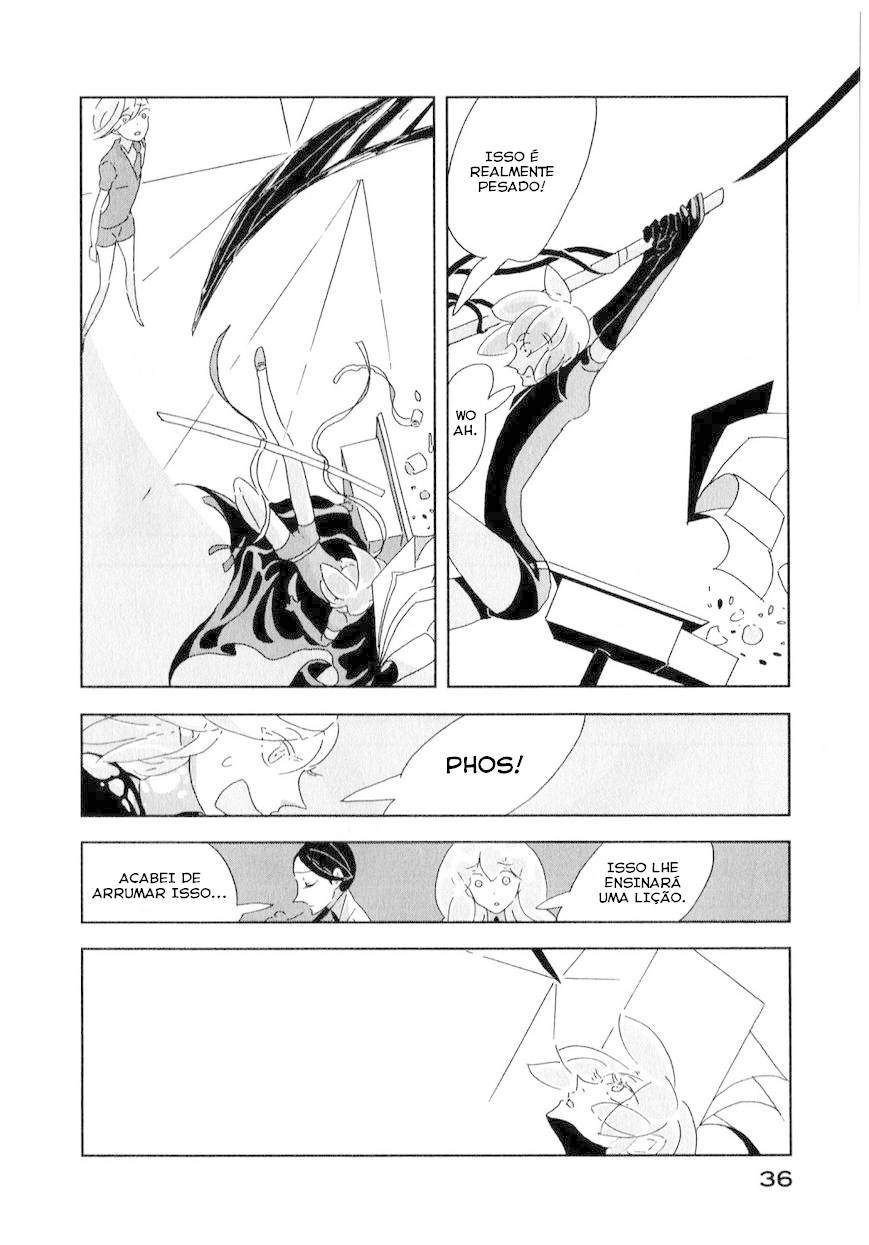 ISSO É
REALMENTE
PESADO!
WO
AH.
PHOS!
ISSO LHE
ENSINARÁ
UMA LIÇÃO.
ACABEI DE
ARRUMAR ISSO...
36